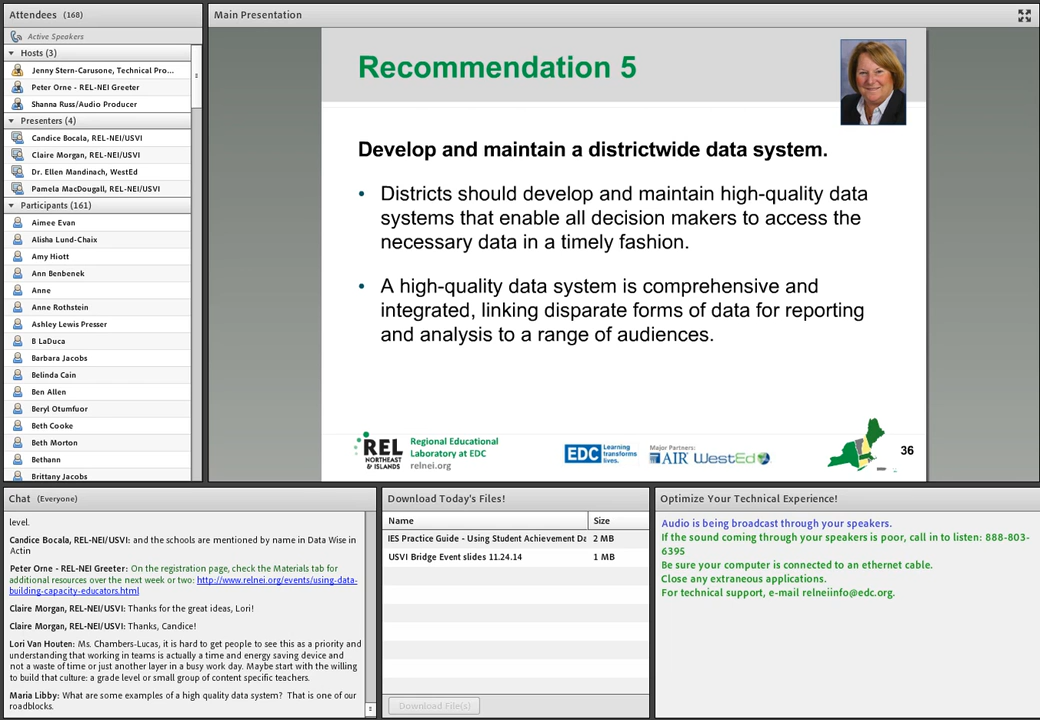 Attendees (168)
Active Speakers
Hosts (3)
Jenny Stern-Carusone, Technical Pro...
Peter Orne - REL-NEI Greeter
Shanna Russ/Audio Producer
Presenters (4)
Candice Bocala, REL-NEI/USVI
Claire Morgan, REL-NEI/USVI
Dr. Ellen Mandinach, WestEd
Pamela MacDougall, REL-NEI/USVI
Participants (161)
Aimee Evan
Alisha Lund-Chaix
Amy Hiott
Ann Benbenek
Anne
Anne Rothstein
Ashley Lewis Presser
B LaDuca
Barbara Jacobs
Belinda Cain
Ben Allen
Beryl Otumfuor
Beth Cooke
Beth Morton
Bethann
Brittany Jacobs
Main Presentation
Recommendation 5
Develop and maintain a districtwide data system.
• Districts should develop and maintain high-quality data
systems that enable all decision makers to access the
necessary data in a timely fashion.
• A high-quality data system is comprehensive and
integrated, linking disparate forms of data for reporting
and analysis to a range of audiences.
REL
NORTHEAST
& ISLANDS
Regional Educational
Laboratory at EDC
relnei.org
EDC
Learning
transforms
lives.
Major Partners:
AIR WestEd
36
Chat (Everyone)
level.
Candice Bocala, REL-NEI/USVI: and the schools are mentioned by name in Data Wise in
Actin
Peter Orne - REL-NEI Greeter: On the registration page, check the Materials tab for
additional resources over the next week or two: http://www.relnei.org/events/using-data-
building-capacity-educators.html
Claire Morgan, REL-NEI/USVI: Thanks for the great ideas, Lori!
Claire Morgan, REL-NEI/USVI: Thanks, Candice!
Lori Van Houten: Ms. Chambers-Lucas, it is hard to get people to see this as a priority and
understanding that working in teams is actually a time and energy saving device and
not a waste of time or just another layer in a busy work day. Maybe start with the willing
to build that culture: a grade level or small group of content specific teachers.
Maria Libby: What are some examples of a high quality data system? That is one of our
roadblocks.
Download Today's Files!
Name Size
IES Practice Guide - Using Student Achievement Da 2 MB
USVI Bridge Event slides 11.24.14 1 MB
Download File(s)
Optimize Your Technical Experience!
Audio is being broadcast through your speakers.
If the sound coming through your speakers is poor, call in to listen: 888-803-
6395
Be sure your computer is connected to an ethernet cable.
Close any extraneous applications.
For technical support, e-mail relneiinfo@edc.org.